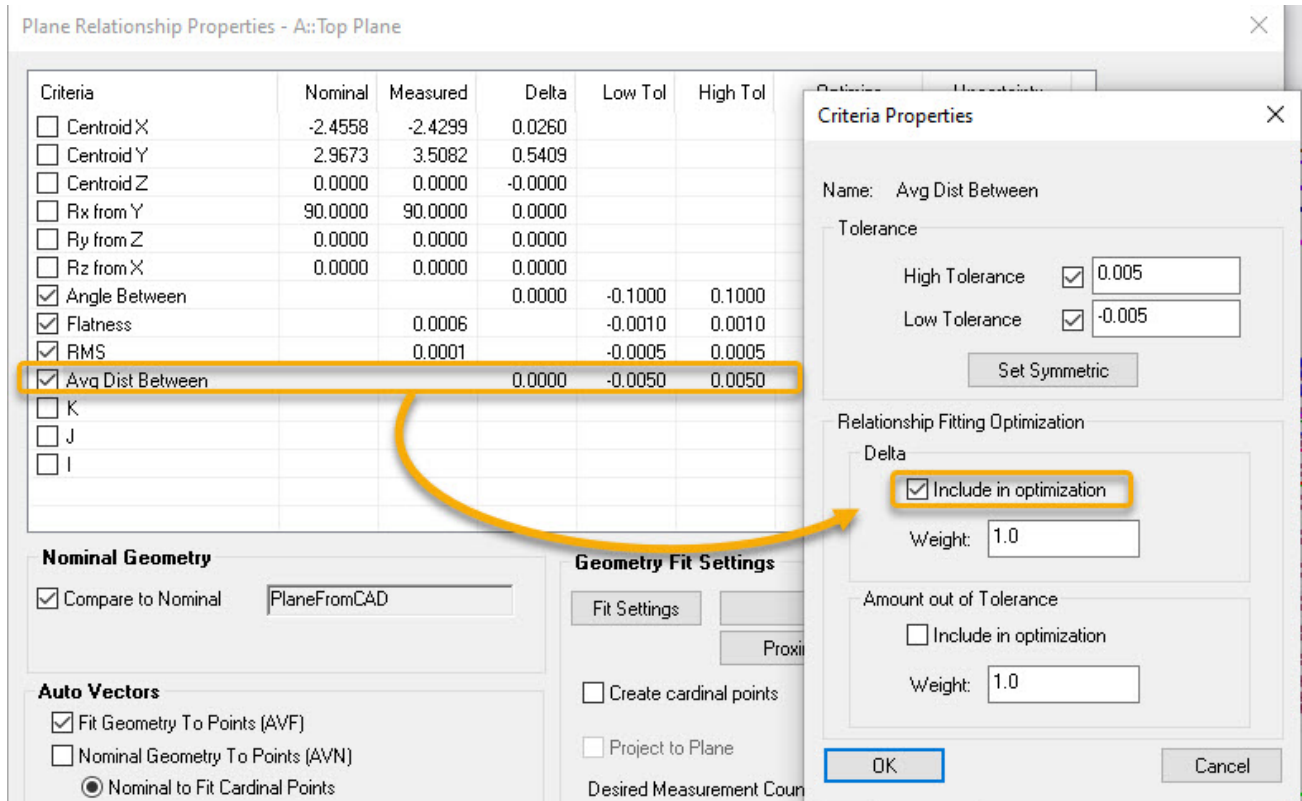 Plane Relationship Properties - A::Top Plane
Criteria Nominal Measured Delta Low Tol High Tol
Centroid X -2.4558 -2.4299 0.0260
Centroid Y 2.9673 3.5082 0.5409
Centroid Z 0.0000 0.0000 -0.0000
Rx from Y 90.0000 90.0000 0.0000
Ry from Z 0.0000 0.0000 0.0000
Rz from X 0.0000 0.0000 0.0000
Angle Between 0.0000 -0.1000 0.1000
Flatness 0.0006 -0.0010 0.0010
RMS 0.0001 -0.0005 0.0005
Avg Dist Between 0.0000 -0.0050 0.0050
K
J
I
Nominal Geometry
Compare to Nominal PlaneFromCAD
Auto Vectors
Fit Geometry To Points (AVF)
Nominal Geometry To Points (AVN)
Nominal to Fit Cardinal Points
Geometry Fit Settings
Fit Settings
Proxi
Create cardinal points
Project to Plane
Desired Measurement Coun
Criteria Properties
Name: Avg Dist Between
Tolerance
High Tolerance 0.005
Low Tolerance -0.005
Set Symmetric
Relationship Fitting Optimization
Delta
Include in optimization
Weight: 1.0
Amount out of Tolerance
Include in optimization
Weight: 1.0
OK Cancel